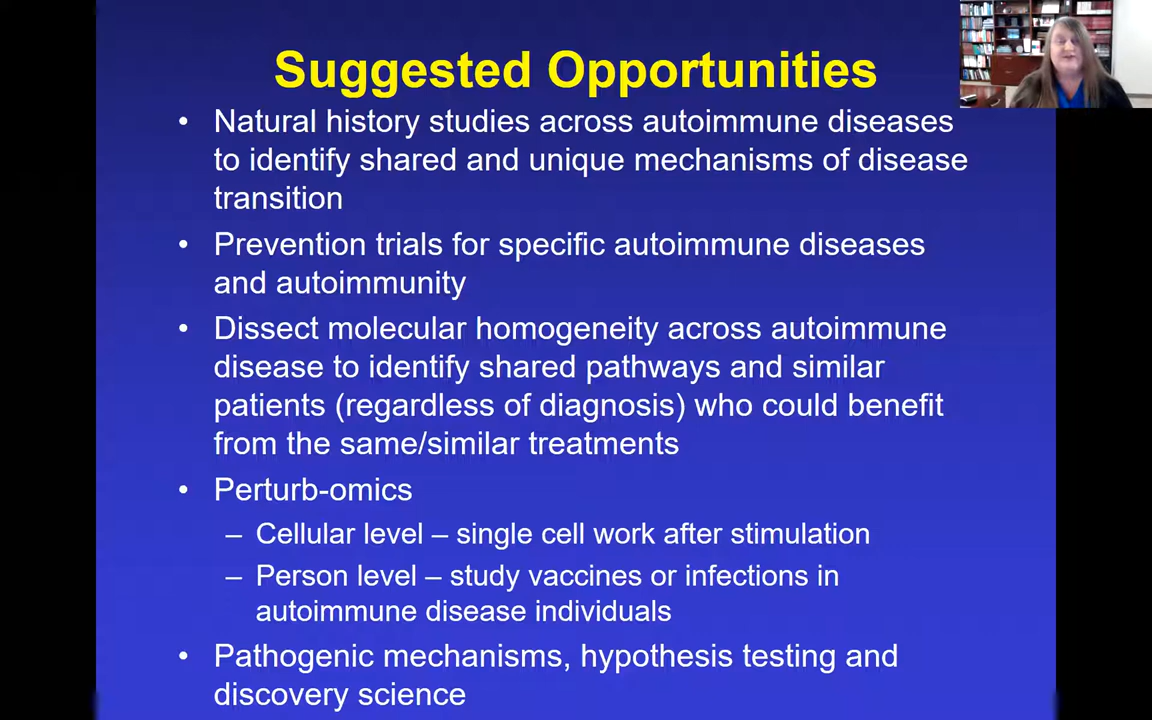 Suggested Opportunities
• Natural history studies across autoimmune diseases
to identify shared and unique mechanisms of disease
transition
• Prevention trials for specific autoimmune diseases
and autoimmunity
• Dissect molecular homogeneity across autoimmune
disease to identify shared pathways and similar
patients (regardless of diagnosis) who could benefit
from the same/similar treatments
• Perturb-omics
– Cellular level – single cell work after stimulation
– Person level – study vaccines or infections in
autoimmune disease individuals
• Pathogenic mechanisms, hypothesis testing and
discovery science